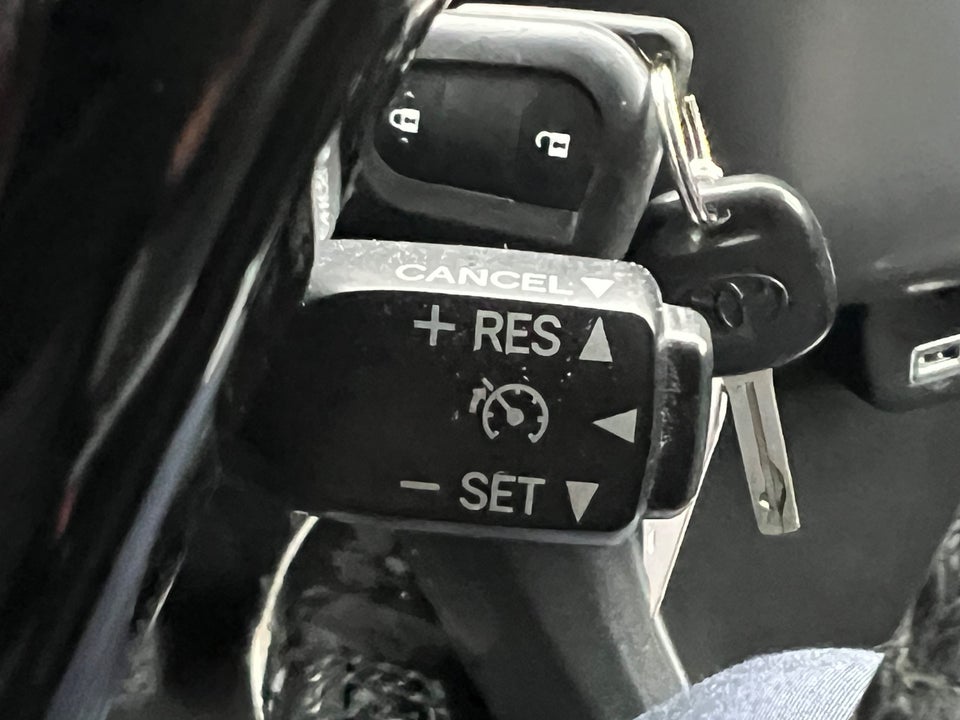 CANCEL ▼
+ RES ▲
◀
− SET ▼